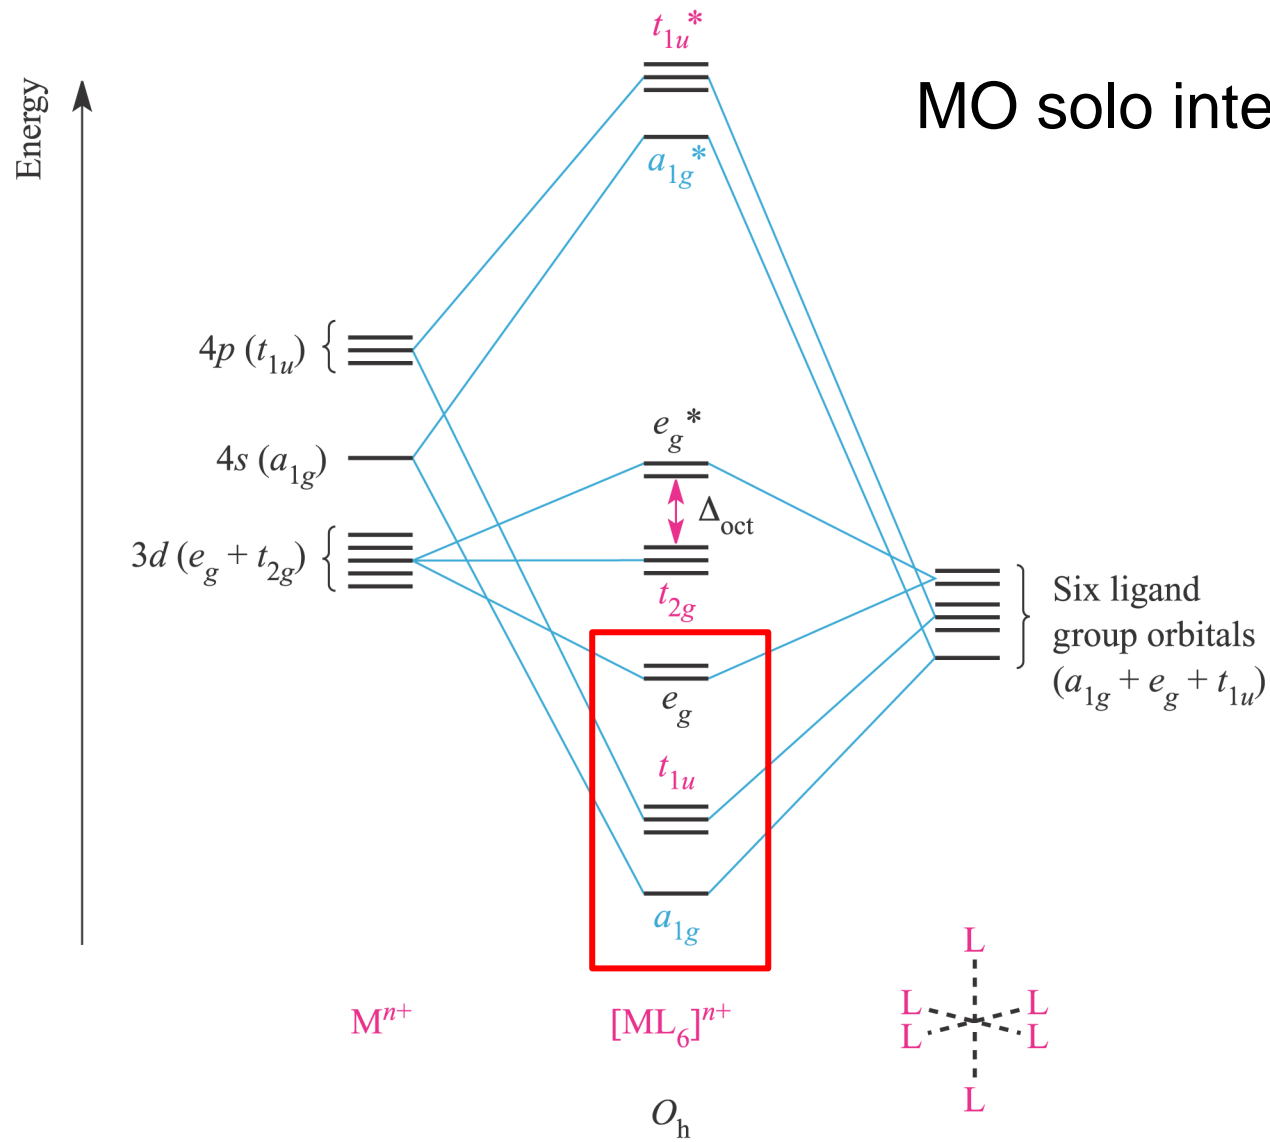 MO solo inte
Energy
t1u*
a1g*
4p (t1u)
4s (a1g)
3d (eg + t2g)
eg*
Δoct
t2g
eg
t1u
a1g
Six ligand
group orbitals
(a1g + eg + t1u)
Mn+
[ML6]n+
Oh
L
L L
L L
L